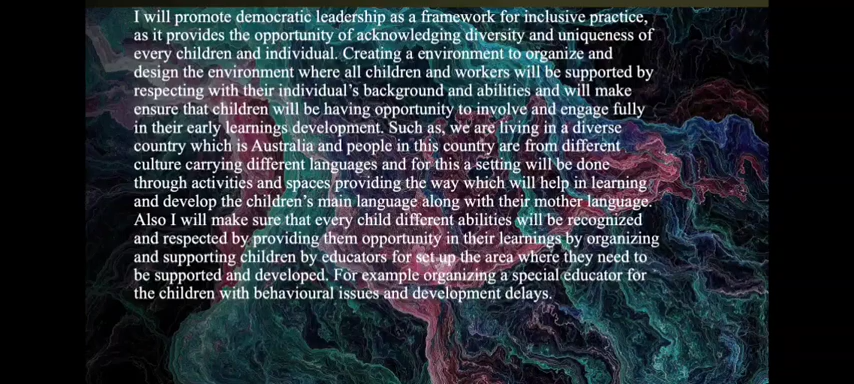 I will promote democratic leadership as a framework for inclusive practice,
as it provides the opportunity of acknowledging diversity and uniqueness of
every children and individual. Creating a environment to organize and
design the environment where all children and workers will be supported by
respecting with their individual's background and abilities and will make
ensure that children will be having opportunity to involve and engage fully
in their early learnings development. Such as, we are living in a diverse
country which is Australia and people in this country are from different
culture carrying different languages and for this a setting will be done
through activities and spaces providing the way which will help in learning
and develop the children's main language along with their mother language.
Also I will make sure that every child different abilities will be recognized
and respected by providing them opportunity in their learnings by organizing
and supporting children by educators for set up the area where they need to
be supported and developed. For example organizing a special educator for
the children with behavioural issues and development delays.